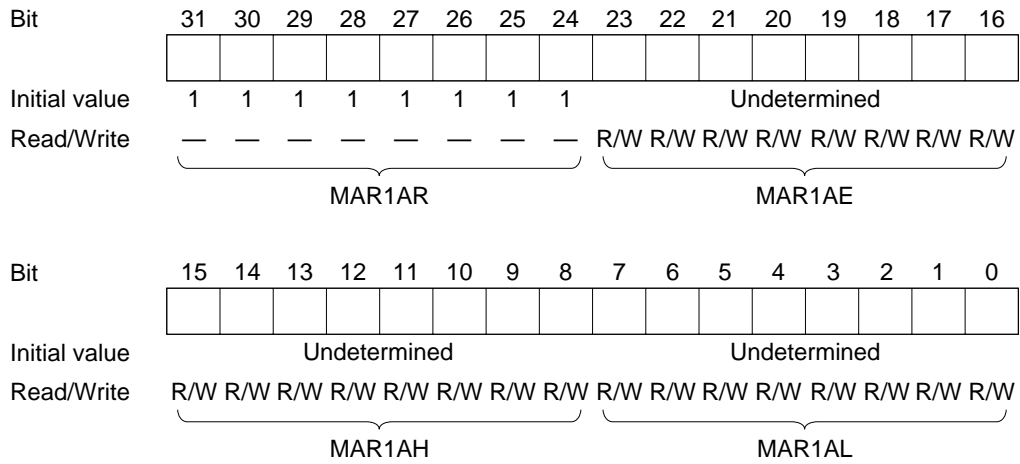 Bit 31 30 29 28 27 26 25 24 23 22 21 20 19 18 17 16
Initial value 1 1 1 1 1 1 1 1 Undetermined
Read/Write — — — — — — — — R/W R/W R/W R/W R/W R/W R/W R/W
MAR1AR MAR1AE
Bit 15 14 13 12 11 10 9 8 7 6 5 4 3 2 1 0
Initial value Undetermined Undetermined
Read/Write R/W R/W R/W R/W R/W R/W R/W R/W R/W R/W R/W R/W R/W R/W R/W R/W
MAR1AH MAR1AL